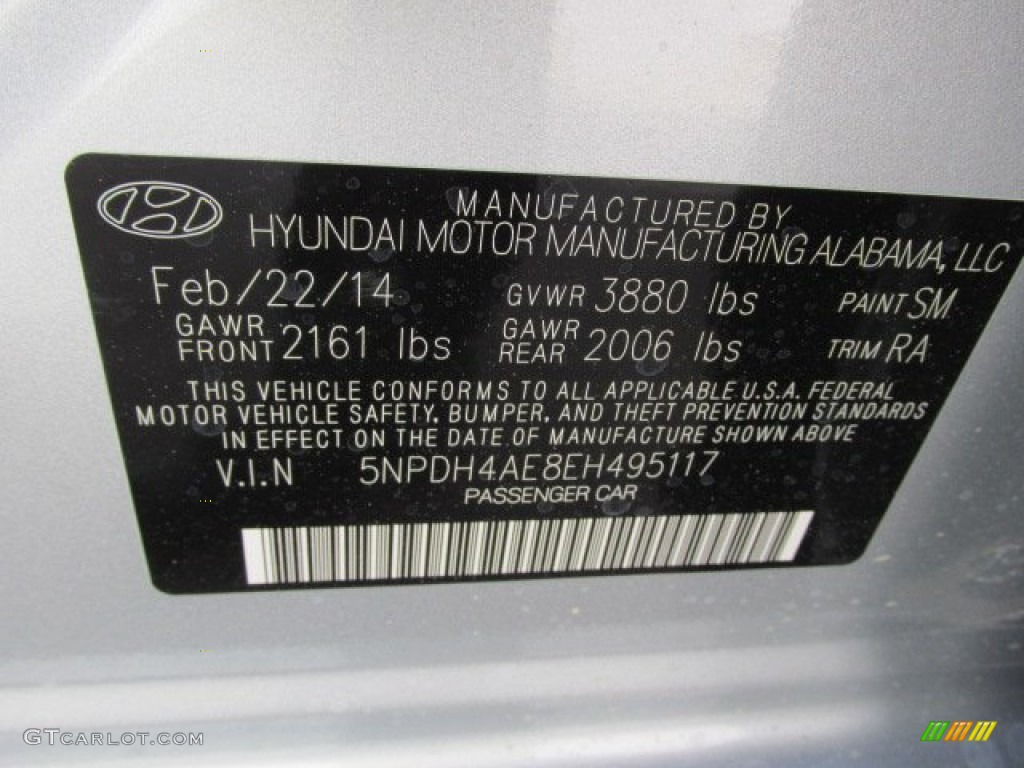 MANUFACTURED BY
HYUNDAI MOTOR MANUFACTURING ALABAMA, LLC
Feb/22/14 GVWR 3880 lbs PAINT SM
GAWR FRONT 2161 lbs GAWR REAR 2006 lbs TRIM RA
THIS VEHICLE CONFORMS TO ALL APPLICABLE U.S.A. FEDERAL
MOTOR VEHICLE SAFETY, BUMPER, AND THEFT PREVENTION STANDARDS
IN EFFECT ON THE DATE OF MANUFACTURE SHOWN ABOVE
V.I.N 5NPDH4AE8EH495117
PASSENGER CAR
GTCARLOT.COM